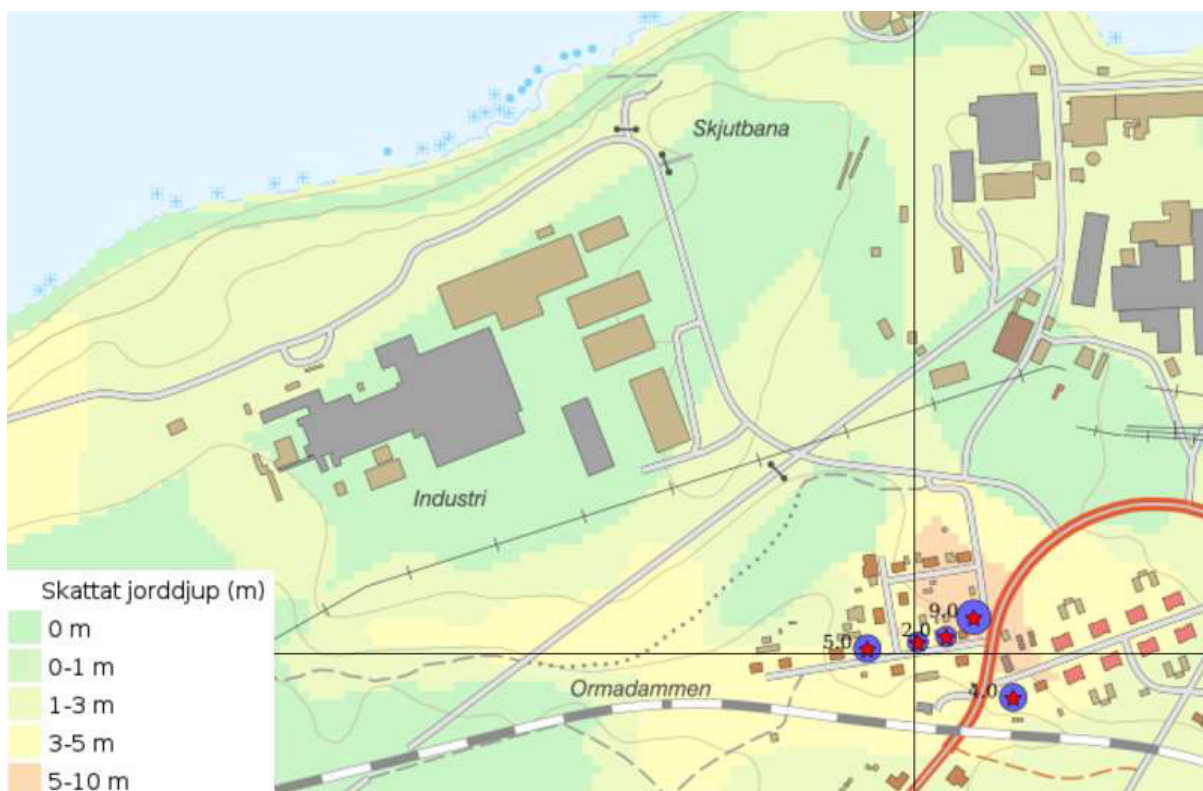 Skjutbana
Industri
Skattat jorddjup (m)
0 m
0-1 m
1-3 m
3-5 m
5-10 m
9.0
2.0
5.0
Ormadammen
4.0